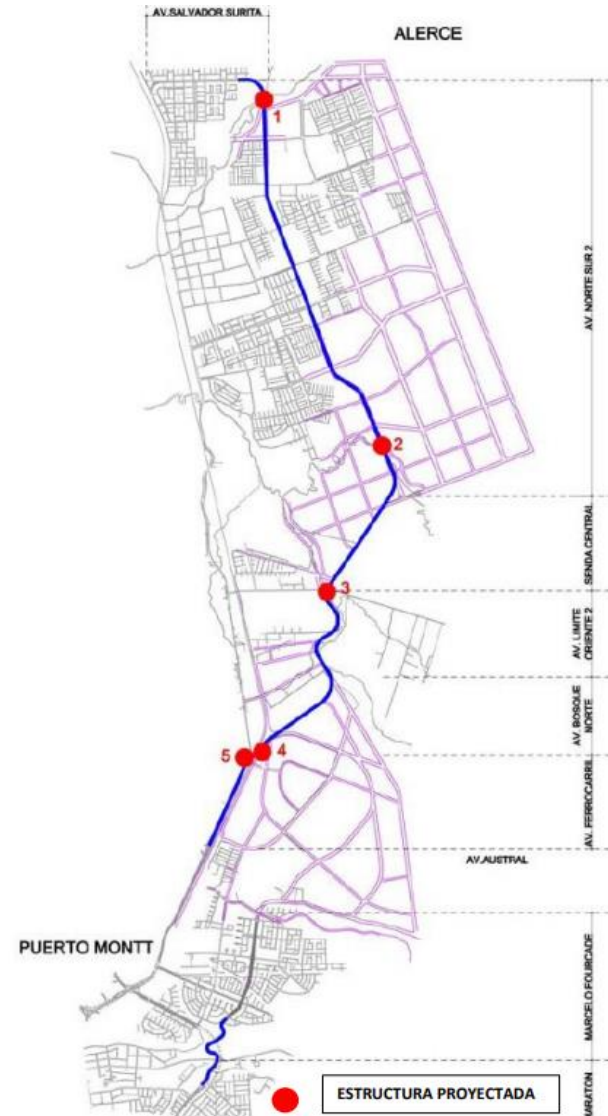 AV.SALVADOR SURITA
ALERCE
1
AV. NORTE SUR 2
2
SENDA CENTRAL
3
AV. LIMITE
ORIENTE 2
AV. BOSQUE
NORTE
4
5
AV. FERROCARRIL
AV.AUSTRAL
PUERTO MONTT
MARCELO FOURCADE
ESTRUCTURA PROYECTADA